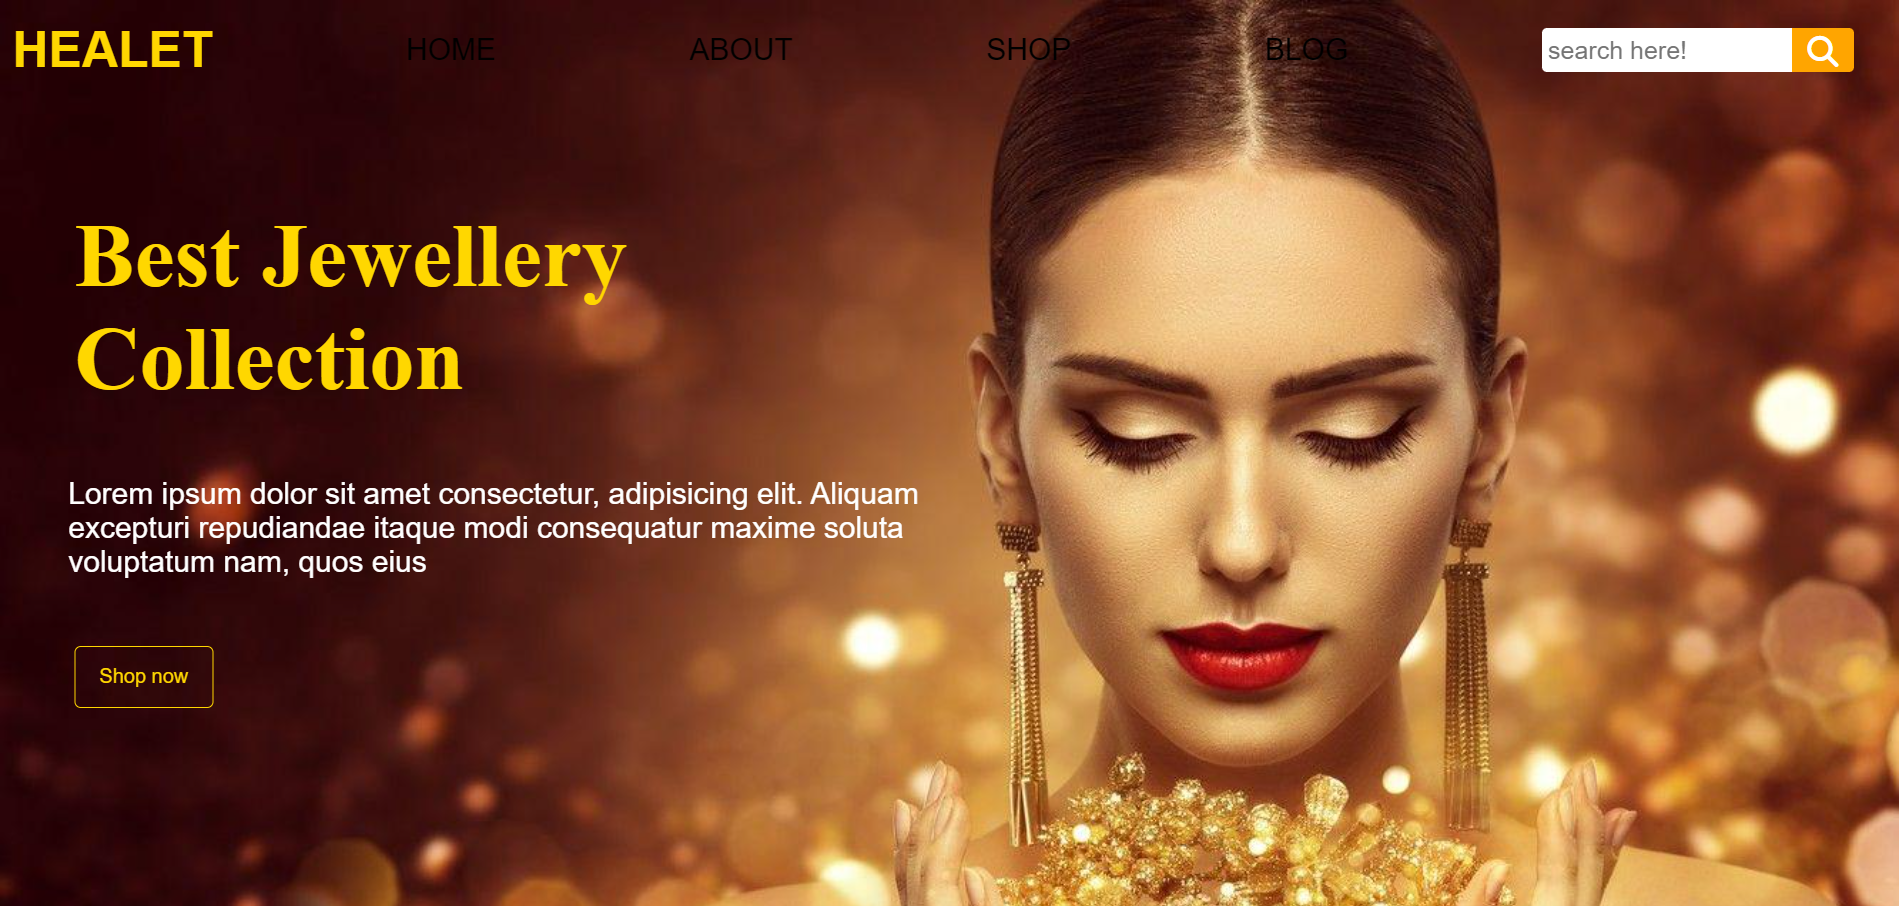 HEALET
HOME
ABOUT
SHOP
BLOG
search here!
Best Jewellery
Collection
Lorem ipsum dolor sit amet consectetur, adipisicing elit. Aliquam
excepturi repudiandae itaque modi consequatur maxime soluta
voluptatum nam, quos eius
Shop now